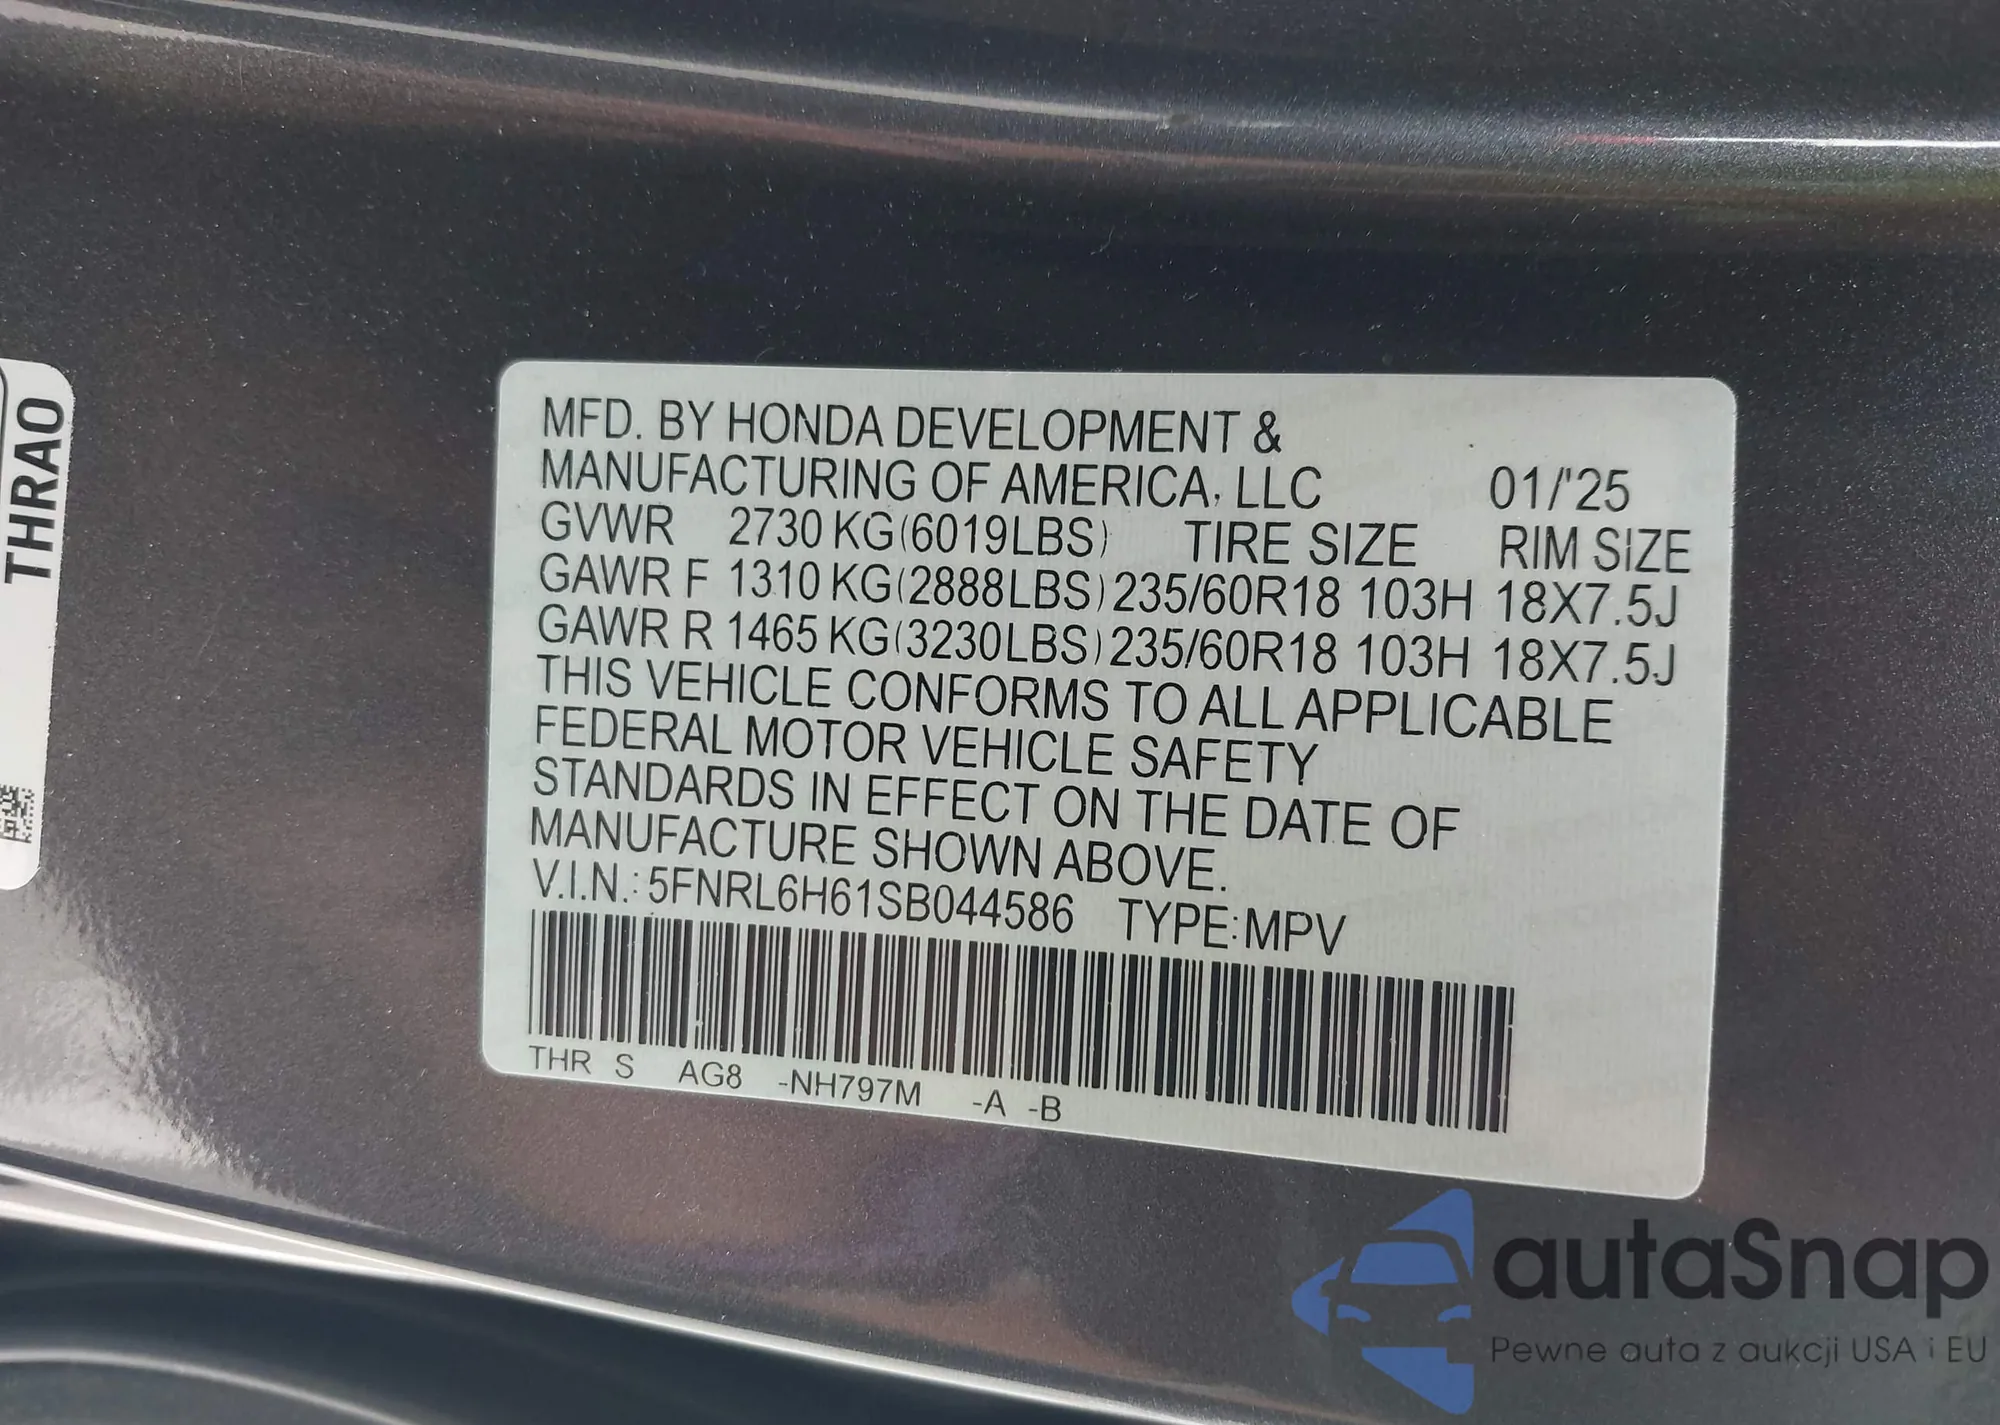 THRAO
MFD. BY HONDA DEVELOPMENT &
MANUFACTURING OF AMERICA, LLC 01/'25
GVWR 2730 KG(6019LBS) TIRE SIZE RIM SIZE
GAWR F 1310 KG(2888LBS) 235/60R18 103H 18X7.5J
GAWR R 1465 KG(3230LBS) 235/60R18 103H 18X7.5J
THIS VEHICLE CONFORMS TO ALL APPLICABLE
FEDERAL MOTOR VEHICLE SAFETY
STANDARDS IN EFFECT ON THE DATE OF
MANUFACTURE SHOWN ABOVE.
V.I.N.: 5FNRL6H61SB044586 TYPE: MPV
THR S AG8 -NH797M -A -B
autaSnap
Pewne auta z aukcji USA i EU